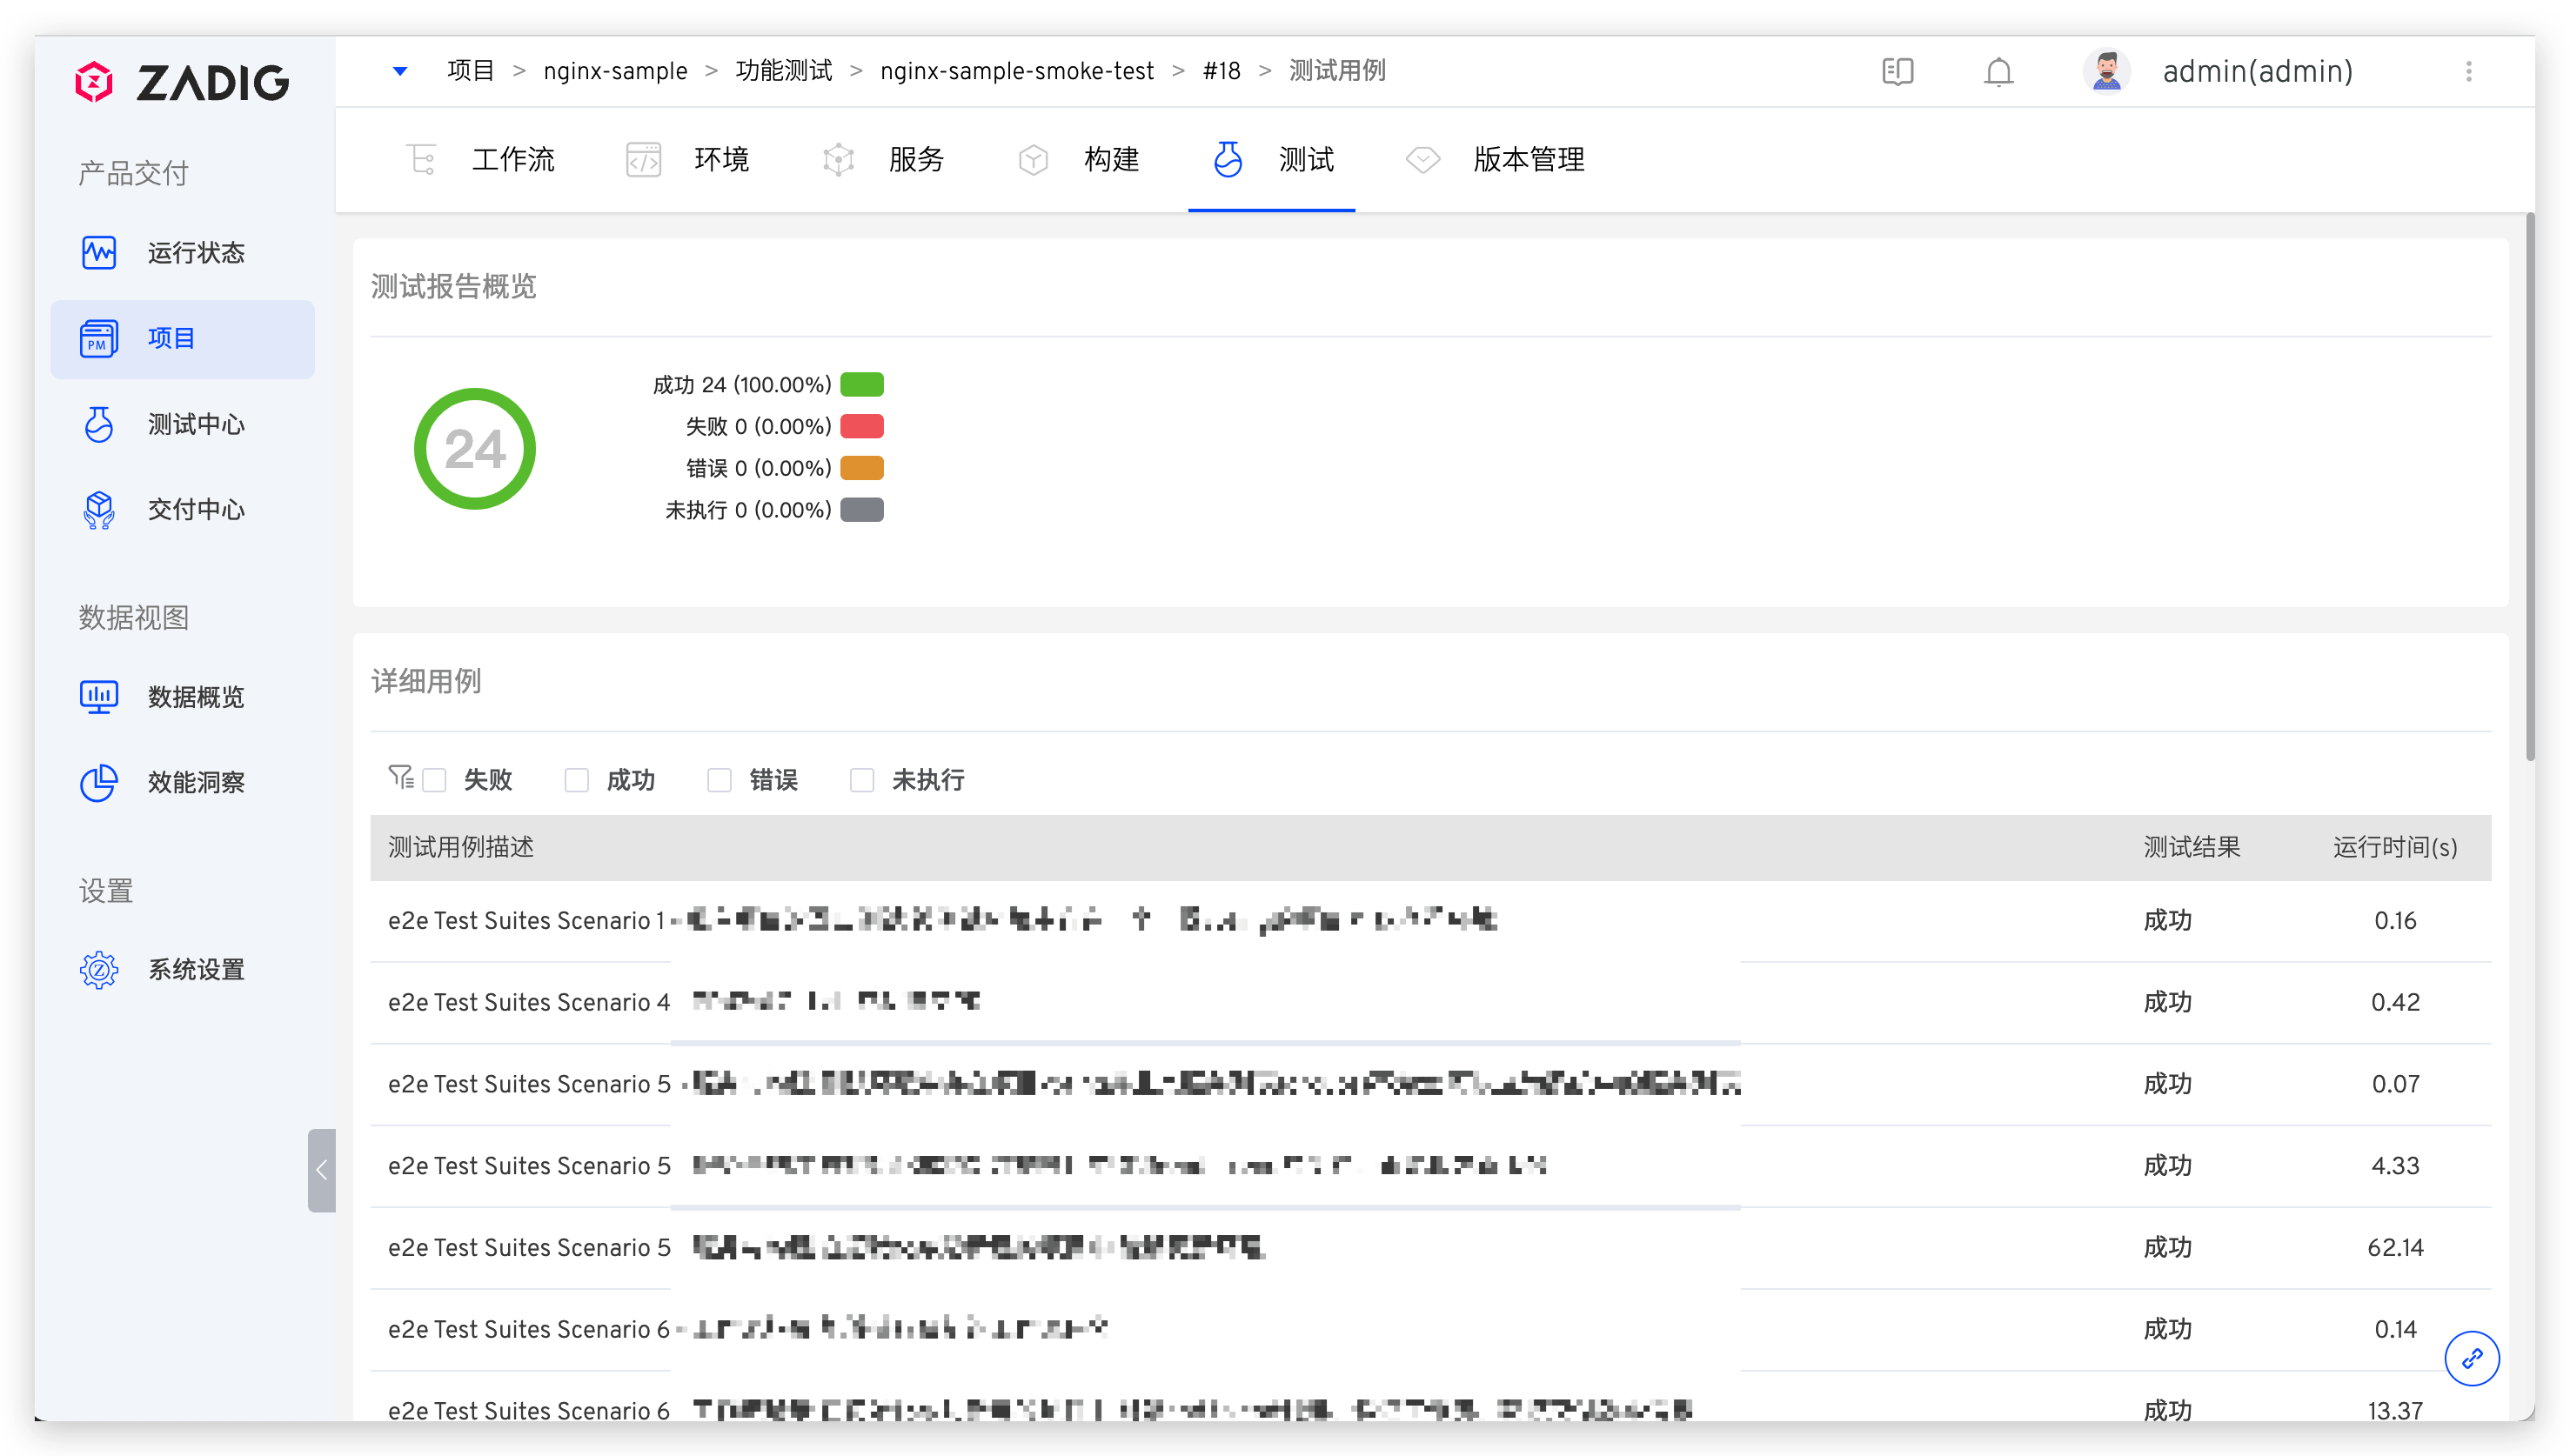 ZADIG
项目 > nginx-sample > 功能测试 > nginx-sample-smoke-test > #18 > 测试用例
admin(admin)
工作流 环境 服务 构建 测试 版本管理
产品交付
运行状态
PM 项目
测试中心
交付中心
数据视图
数据概览
效能洞察
设置
系统设置
测试报告概览
24
成功 24 (100.00%)
失败 0 (0.00%)
错误 0 (0.00%)
未执行 0 (0.00%)
详细用例
失败 成功 错误 未执行
测试用例描述 测试结果 运行时间(s)
e2e Test Suites Scenario 1 成功 0.16
e2e Test Suites Scenario 4 成功 0.42
e2e Test Suites Scenario 5 成功 0.07
e2e Test Suites Scenario 5 成功 4.33
e2e Test Suites Scenario 5 成功 62.14
e2e Test Suites Scenario 6 成功 0.14
e2e Test Suites Scenario 6 成功 13.37